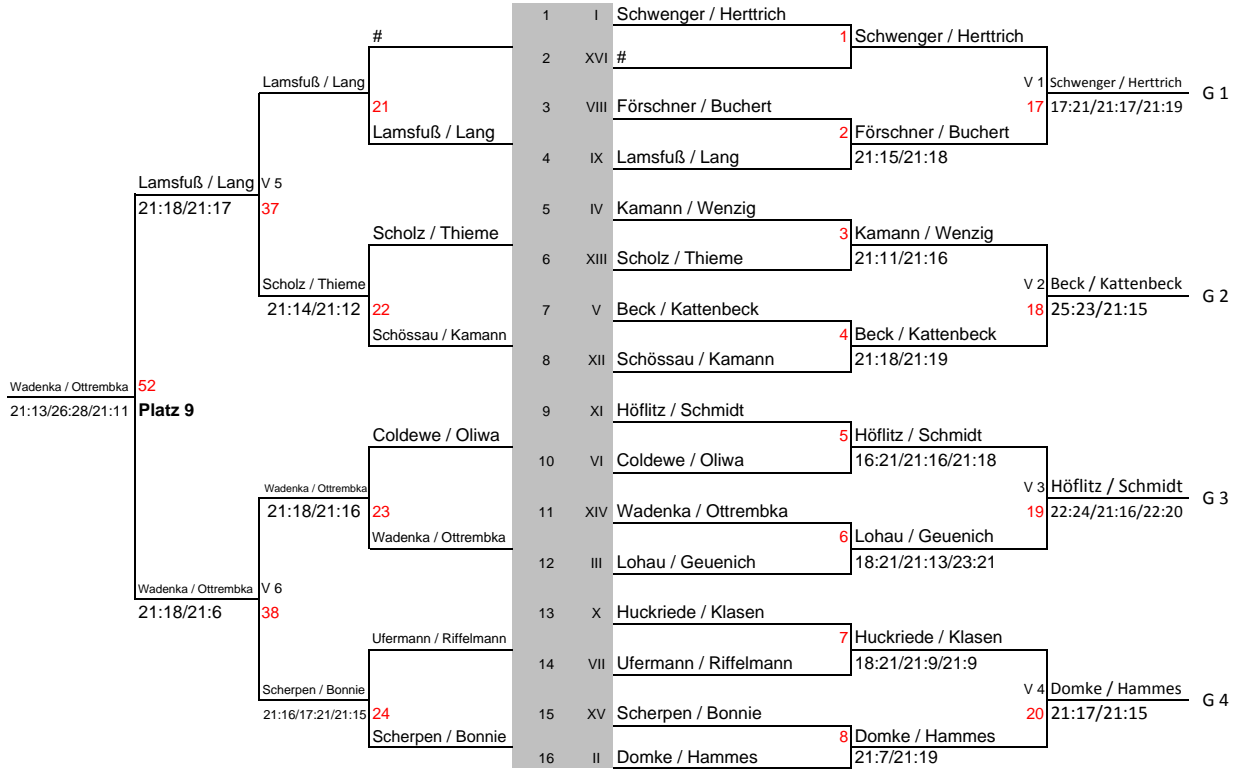 1 I Schwenger / Herttrich
# 1 Schwenger / Herttrich
2 XVI #
Lamsfuß / Lang V 1 Schwenger / Herttrich G 1
21 3 VIII Förschner / Buchert 17 17:21/21:17/21:19
Lamsfuß / Lang 2 Förschner / Buchert
4 IX Lamsfuß / Lang 21:15/21:18
Lamsfuß / Lang V 5
21:18/21:17 37 5 IV Kamann / Wenzig
Scholz / Thieme 3 Kamann / Wenzig
6 XIII Scholz / Thieme 21:11/21:16
Scholz / Thieme V 2 Beck / Kattenbeck G 2
21:14/21:12 22 7 V Beck / Kattenbeck 18 25:23/21:15
Schössau / Kamann 4 Beck / Kattenbeck
8 XII Schössau / Kamann 21:18/21:19
Wadenka / Ottrembka 52
21:13/26:28/21:11 Platz 9 9 XI Höflitz / Schmidt
Coldewe / Oliwa 5 Höflitz / Schmidt
10 VI Coldewe / Oliwa 16:21/21:16/21:18
Wadenka / Ottrembka V 3 Höflitz / Schmidt G 3
21:18/21:16 23 11 XIV Wadenka / Ottrembka 19 22:24/21:16/22:20
Wadenka / Ottrembka 6 Lohau / Geuenich
12 III Lohau / Geuenich 18:21/21:13/23:21
Wadenka / Ottrembka V 6
21:18/21:6 38 13 X Huckriede / Klasen
Ufermann / Riffelmann 7 Huckriede / Klasen
14 VII Ufermann / Riffelmann 18:21/21:9/21:9
Scherpen / Bonnie V 4 Domke / Hammes G 4
21:16/17:21/21:15 24 15 XV Scherpen / Bonnie 20 21:17/21:15
Scherpen / Bonnie 8 Domke / Hammes
16 II Domke / Hammes 21:7/21:19